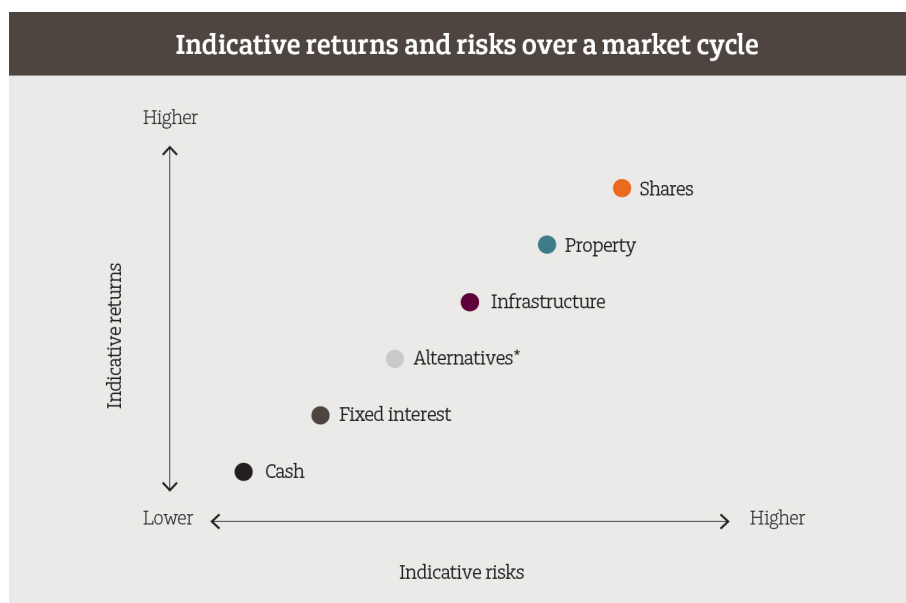 Indicative returns and risks over a market cycle
Higher
Shares
Property
Infrastructure
Alternatives*
Fixed interest
Cash
Indicative returns
Lower
Higher
Indicative risks